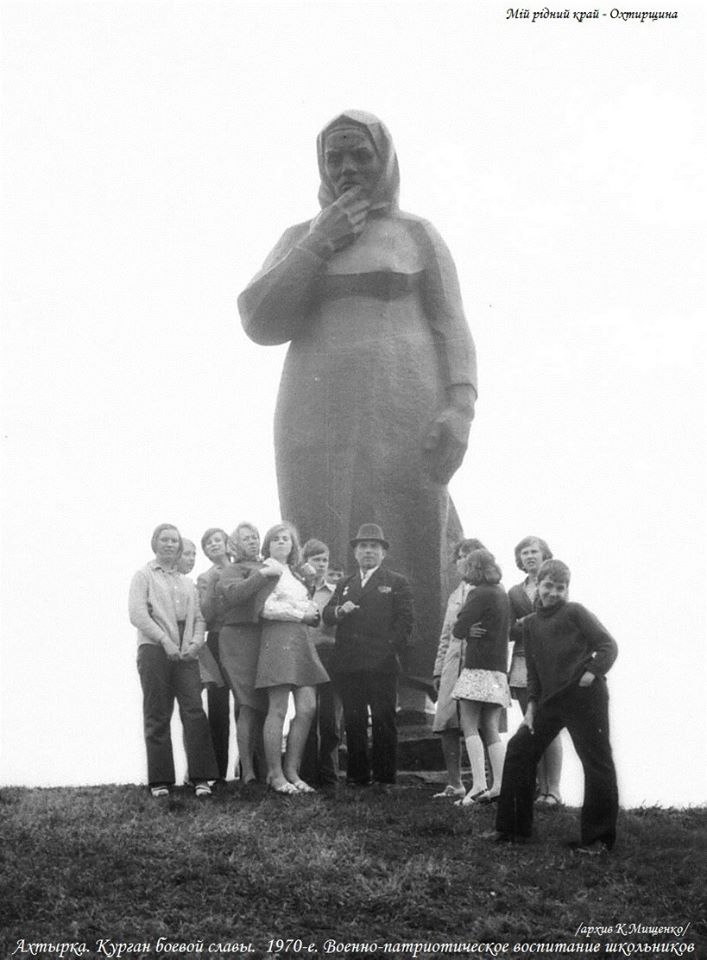 Мій рідний край - Охтирщина
/архив К.Мищенко/
Ахтырка. Курган боевой славы. 1970-е. Военно-патриотическое воспитание школьников